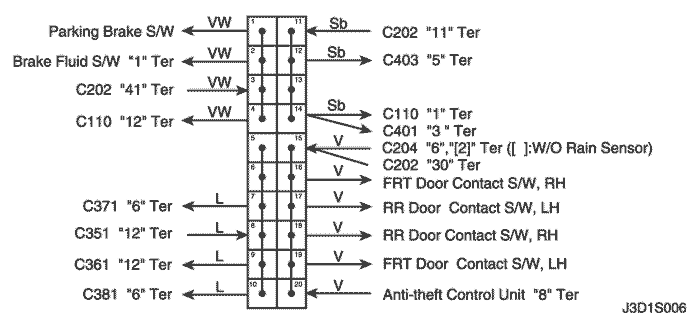 Parking Brake S/W VW 1 11 Sb C202 "11" Ter
Brake Fluid S/W "1" Ter VW 2 12 Sb C403 "5" Ter
C202 "41" Ter VW 3 13
C110 "12" Ter VW 4 14 Sb C110 "1" Ter
C401 "3 " Ter
5 15 V C204 "6","[2]" Ter ([ ]:W/O Rain Sensor)
C202 "30" Ter
6 16 V FRT Door Contact S/W, RH
C371 "6" Ter L 7 17 V RR Door Contact S/W, LH
C351 "12" Ter L 8 18 V RR Door Contact S/W, RH
C361 "12" Ter L 9 19 V FRT Door Contact S/W, LH
C381 "6" Ter L 10 20 V Anti-theft Control Unit "8" Ter
J3D1S006